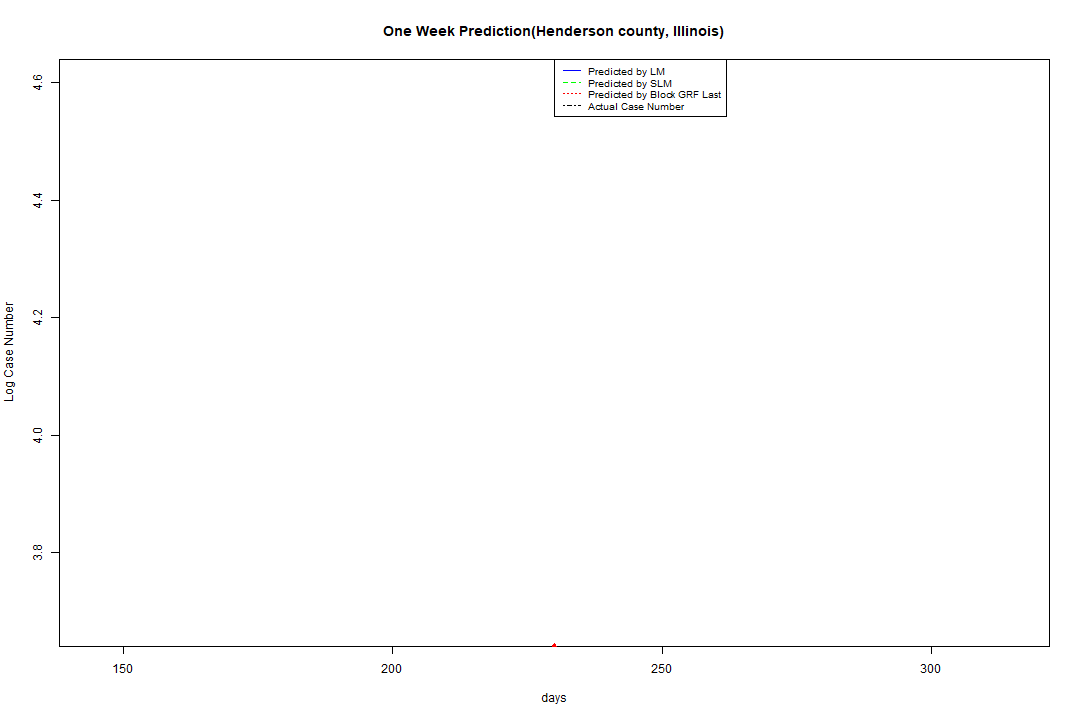 One Week Prediction(Henderson county, Illinois)
Predicted by LM
Predicted by SLM
Predicted by Block GRF Last
Actual Case Number
Log Case Number
4.6
4.4
4.2
4.0
3.8
150 200 250 300
days